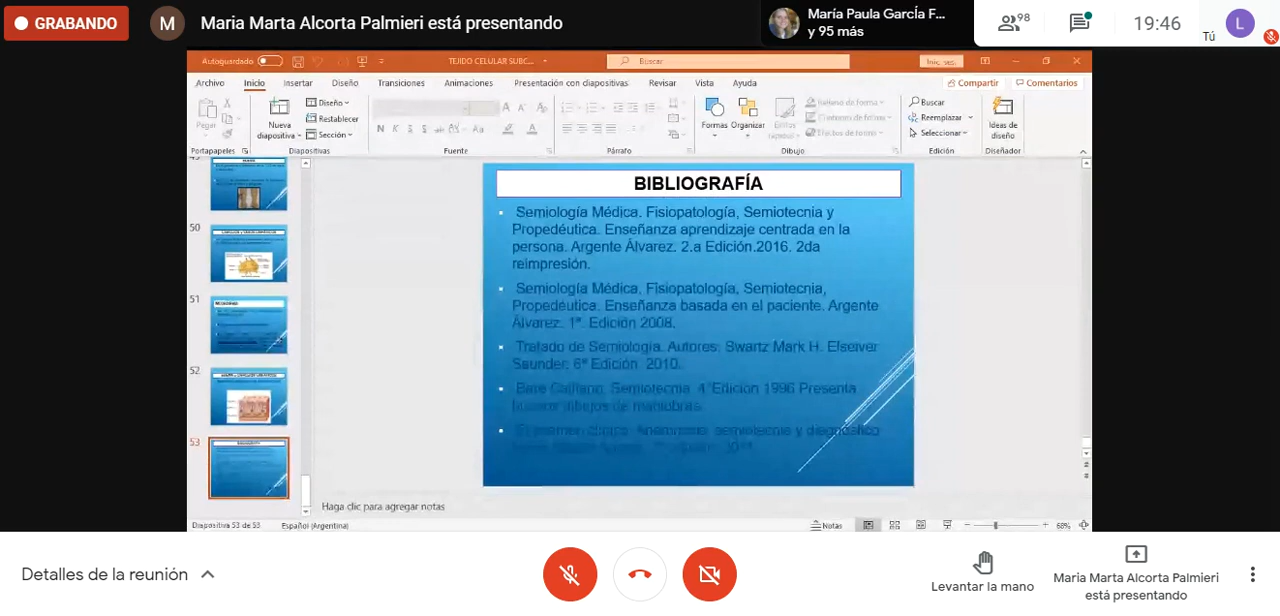 GRABANDO
M
Maria Marta Alcorta Palmieri está presentando
María Paula GarcÍa F...
y 95 más
98
19:46
Tú
L
Autoguardado
TEJIDO CELULAR SUBC...
Buscar
Inic. ses.
Archivo Inicio Insertar Diseño Transiciones Animaciones Presentación con diapositivas Revisar Vista Ayuda
Compartir Comentarios
Pegar
Portapapeles
Nueva diapositiva
Diseño
Restablecer
Sección
Diapositivas
N K S
Aa
Fuente
Párrafo
Formas
Organizar
Relleno de forma
Contorno de forma
Efectos de forma
Dibujo
Buscar
Reemplazar
Seleccionar
Edición
Ideas de diseño
Diseñador
50
51
52
53
BIBLIOGRAFÍA
Semiología Médica. Fisiopatología, Semiotecnia y
Propedéutica. Enseñanza aprendizaje centrada en la
persona. Argente Álvarez. 2.a Edición.2016. 2da
reimpresión.
Semiología Médica. Fisiopatología, Semiotecnia,
Propedéutica. Enseñanza basada en el paciente. Argente
Álvarez. 1ª. Edición 2008.
Tratado de Semiología. Autores: Swartz Mark H. Elseiver
Saunder. 6ª Edición 2010.
Semiotecnia. Edición 1996 Presenta
dibujos de maniobras
semiotecnia y diagnóstico
Haga clic para agregar notas
Diapositiva 53 de 53 Español (Argentina)
Notas
68%
Detalles de la reunión
Levantar la mano
Maria Marta Alcorta Palmieri
está presentando